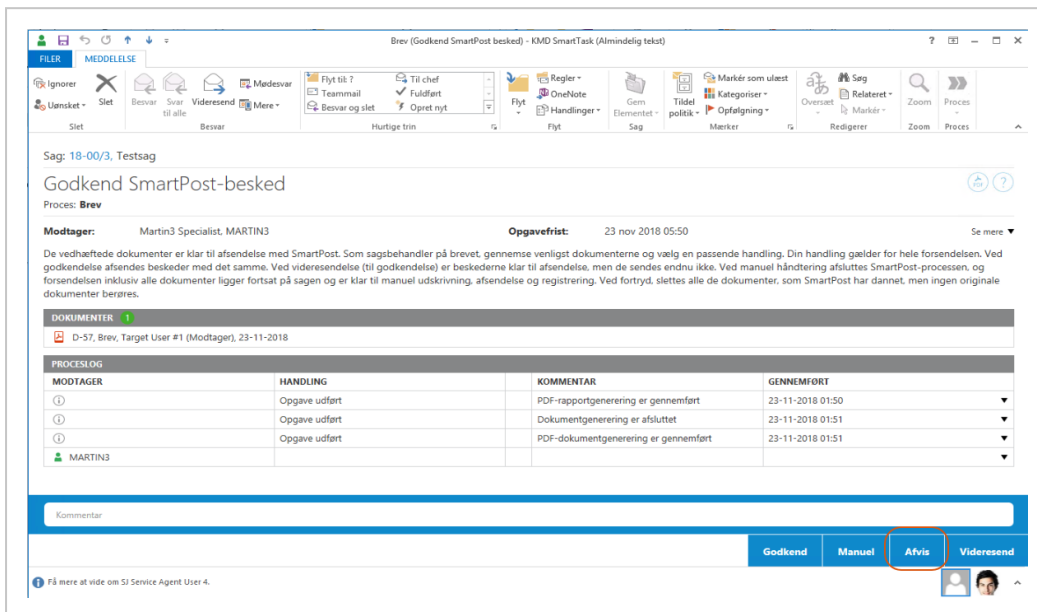 Brev (Godkend SmartPost besked) - KMD SmartTask (Almindelig tekst)
FILER MEDDELELSE
Ignorer
Uønsket
Slet
Slet
Besvar
Svar til alle
Videresend
Mødesvar
Mere
Besvar
Flyt til: ?
Teammail
Besvar og slet
Til chef
Fuldført
Opret nyt
Hurtige trin
Flyt
Regler
OneNote
Handlinger
Flyt
Gem Elementet
Sag
Tildel politik
Markér som ulæst
Kategoriser
Opfølgning
Mærker
Oversæt
Søg
Relateret
Markér
Redigerer
Zoom
Zoom
Proces
Proces
Sag: 18-00/3, Testsag
Godkend SmartPost-besked
PDF ?
Proces: Brev
Modtager: Martin3 Specialist, MARTIN3 Opgavefrist: 23 nov 2018 05:50 Se mere
De vedhæftede dokumenter er klar til afsendelse med SmartPost. Som sagsbehandler på brevet, gennemse venligst dokumenterne og vælg en passende handling. Din handling gælder for hele forsendelsen. Ved
godkendelse afsendes beskeder med det samme. Ved videresendelse (til godkendelse) er beskederne klar til afsendelse, men de sendes endnu ikke. Ved manuel håndtering afsluttes SmartPost-processen, og
forsendelsen inklusiv alle dokumenter ligger fortsat på sagen og er klar til manuel udskrivning, afsendelse og registrering. Ved fortryd, slettes alle de dokumenter, som SmartPost har dannet, men ingen originale
dokumenter berøres.
DOKUMENTER 1
D-57, Brev, Target User #1 (Modtager), 23-11-2018
PROCESLOG
MODTAGER HANDLING KOMMENTAR GENNEMFØRT
Opgave udført PDF-rapportgenerering er gennemført 23-11-2018 01:50
Opgave udført Dokumentgenerering er afsluttet 23-11-2018 01:51
Opgave udført PDF-dokumentgenerering er gennemført 23-11-2018 01:51
MARTIN3
Kommentar
Godkend Manuel Afvis Videresend
Få mere at vide om SJ Service Agent User 4.